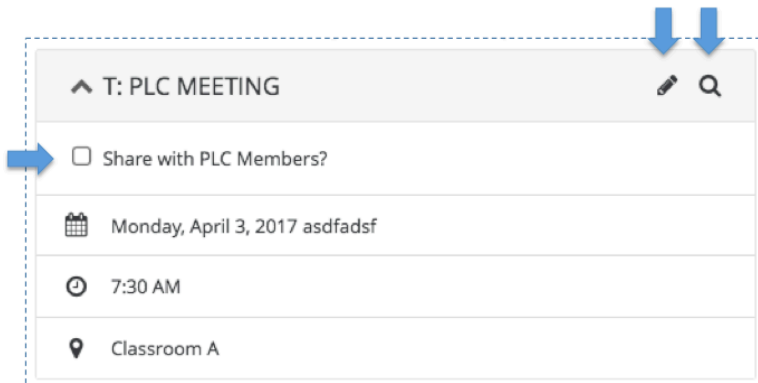 T: PLC MEETING
Share with PLC Members?
Monday, April 3, 2017 asdfadsf
7:30 AM
Classroom A